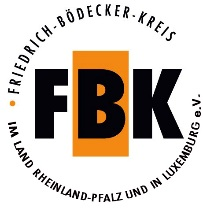 • FRIEDRICH-BÖDECKER-KREIS
FBK
IM LAND RHEINLAND-PFALZ UND IN LUXEMBURG e.V.